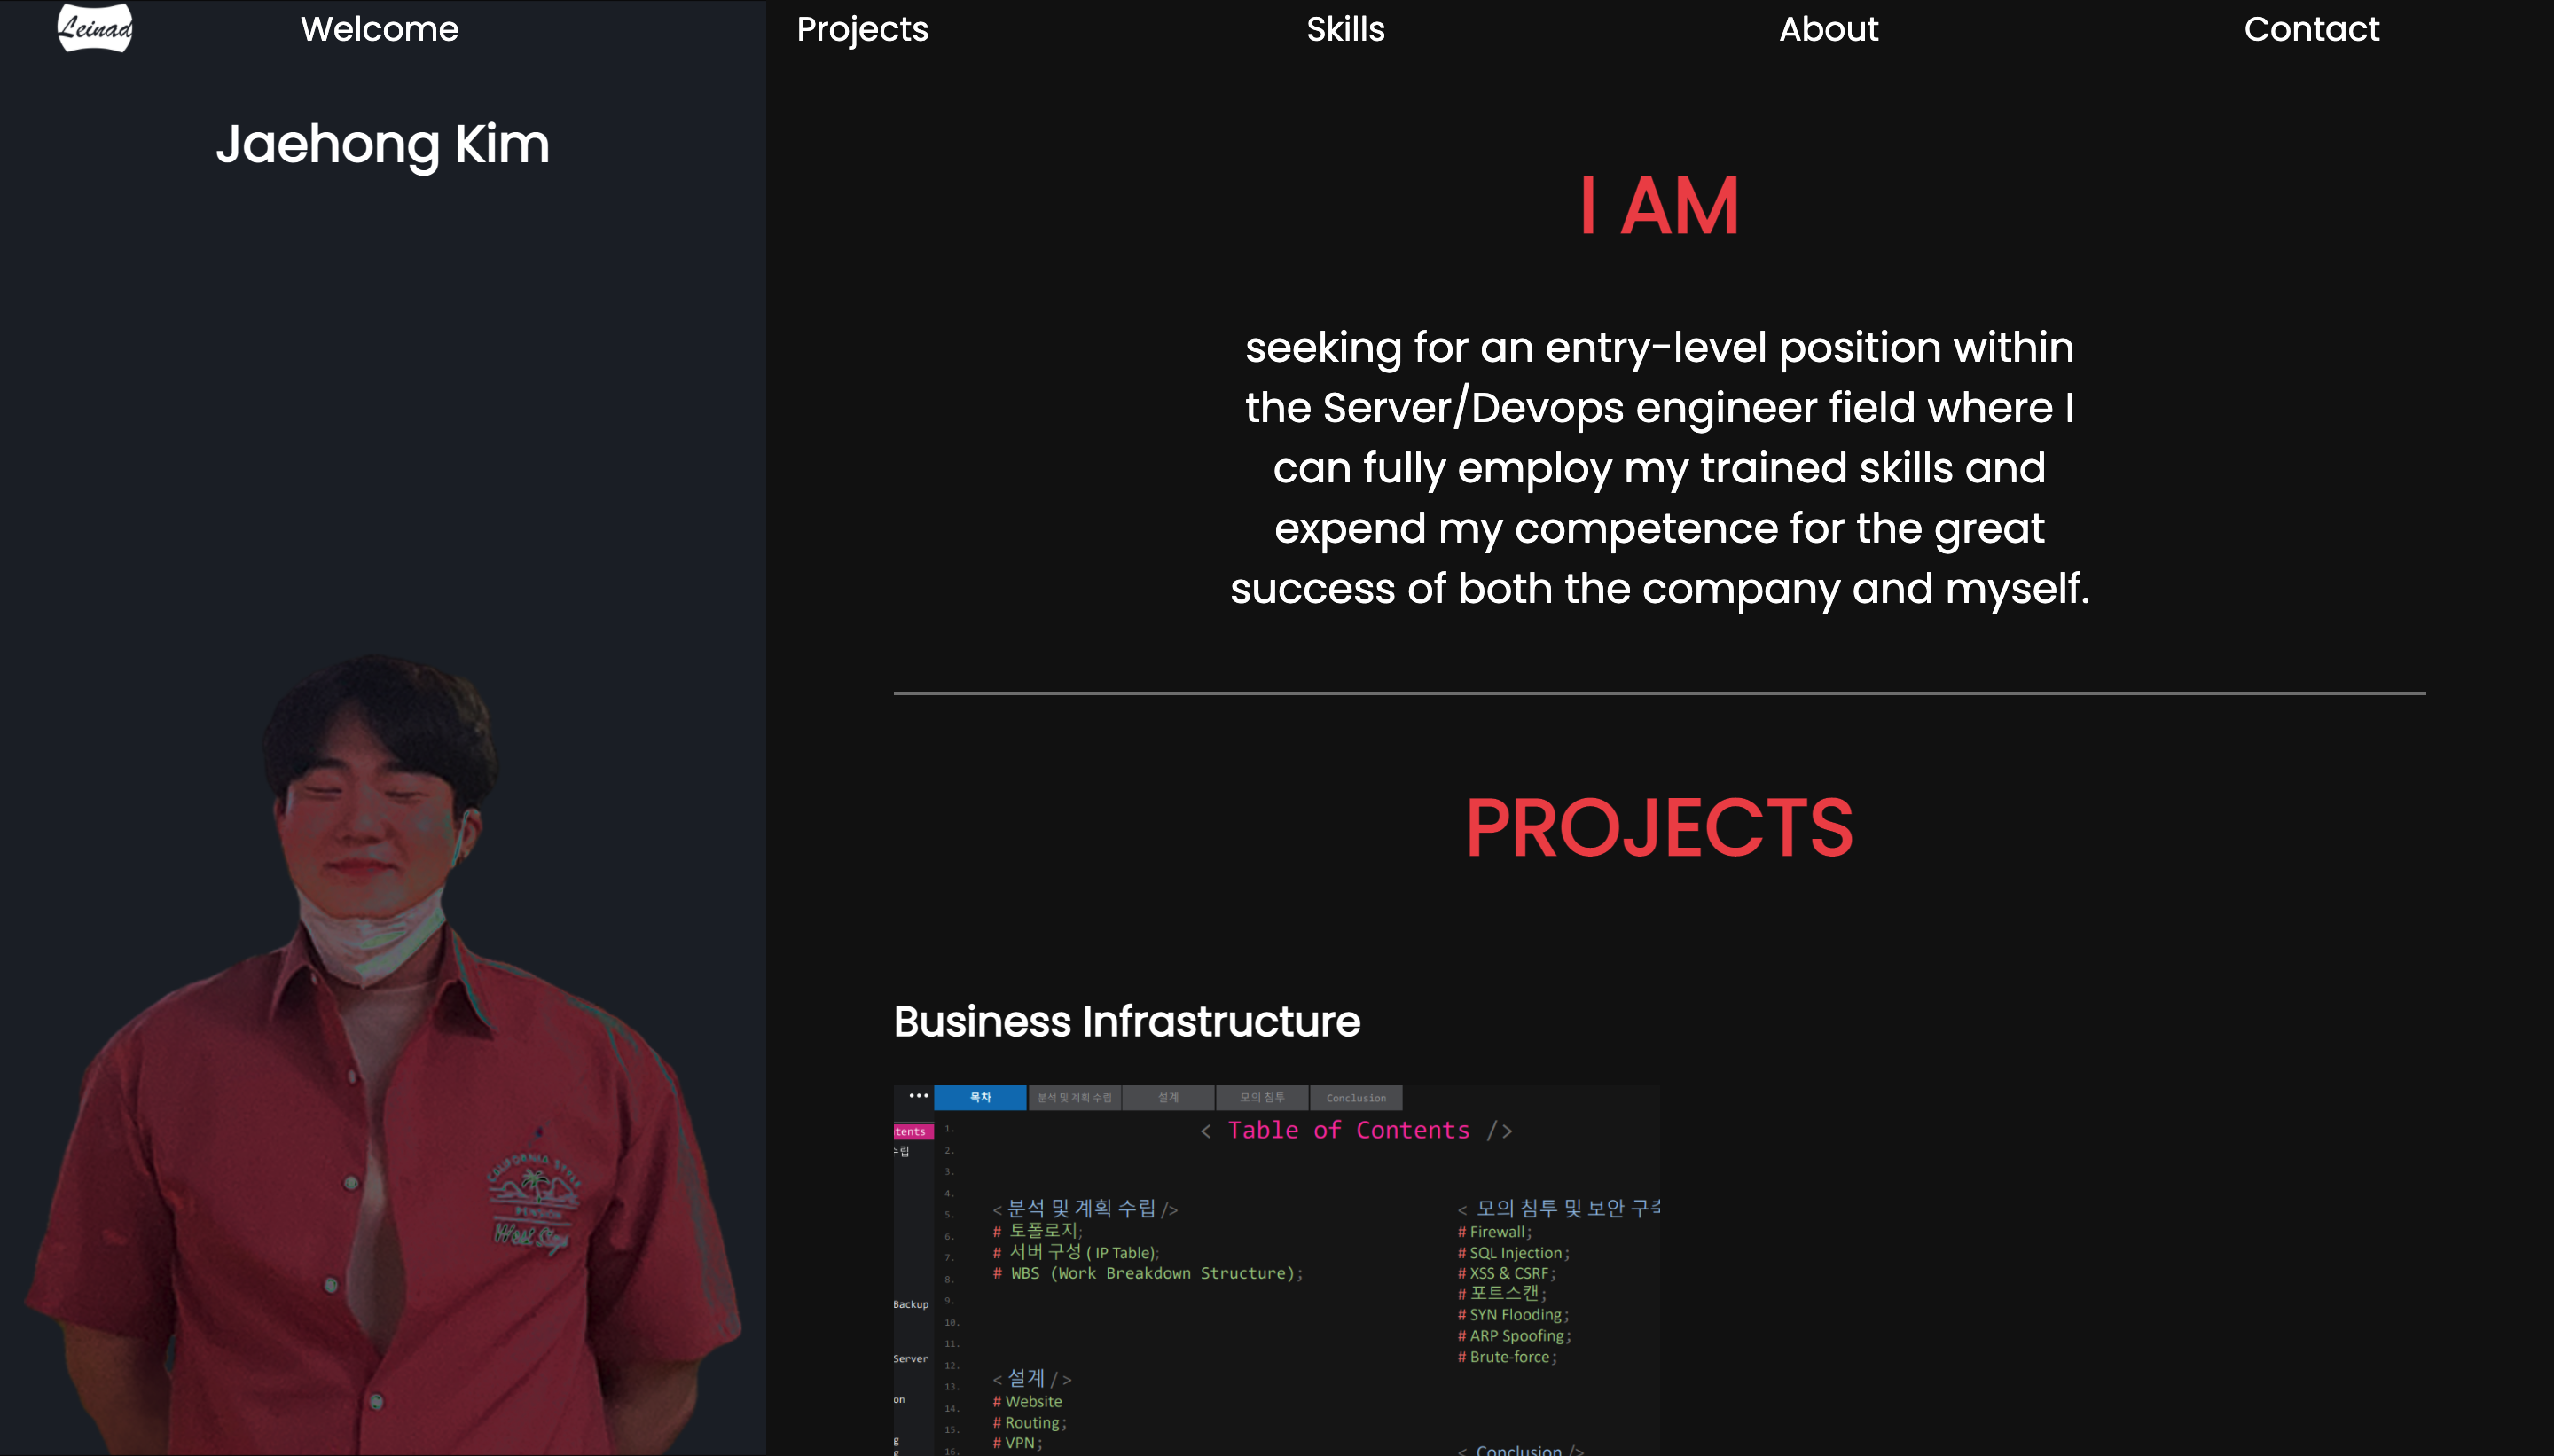 Leinad
Welcome
Projects
Skills
About
Contact
Jaehong Kim
I AM
seeking for an entry-level position within
the Server/Devops engineer field where I
can fully employ my trained skills and
expend my competence for the great
success of both the company and myself.
PROJECTS
Business Infrastructure
••• 목차 분석 및 계획 수립 설계 모의 침투 Conclusion
tents
수립
Backup
Server
on
g
1.
2.
3.
4.
5.
6.
7.
8.
9.
10.
11.
12.
13.
14.
15.
16.
< Table of Contents />
< 분석 및 계획 수립 />
# 토폴로지;
# 서버 구성 ( IP Table);
# WBS (Work Breakdown Structure);
< 설계 / >
# Website
# Routing;
# VPN;
< 모의 침투 및 보안 구축
# Firewall;
# SQL Injection;
# XSS & CSRF;
# 포트스캔;
# SYN Flooding;
# ARP Spoofing;
# Brute-force;
< Conclusion />
CALIFORNIA STYLE
PENSION